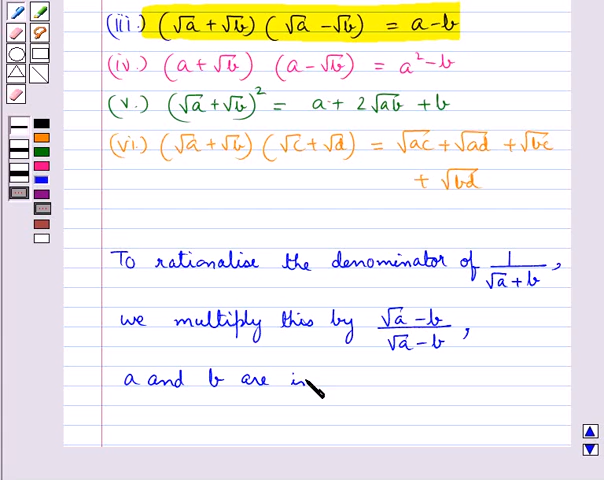 (iii.) (√a + √b) (√a - √b) = a - b
(iv.) (a + √b) (a - √b) = a² - b
(v.) (√a + √b)² = a + 2√ab + b
(vi.) (√a + √b) (√c + √d) = √ac + √ad + √bc
+ √bd
To rationalise the denominator of 1/(√a + b),
we multiply this by (√a - b)/(√a - b),
a and b are in